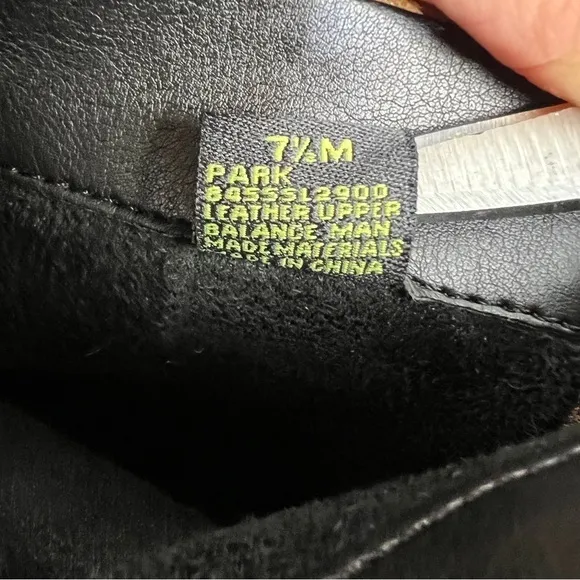 7½M
PARK
8455SL2900
LEATHER UPPER
BALANCE MAN
MADE MATERIALS
MADE IN CHINA